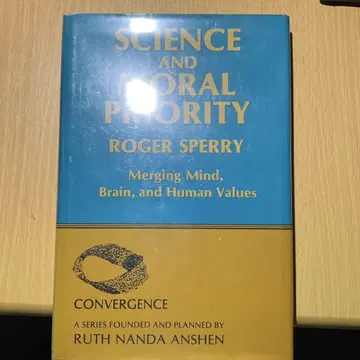 SCIENCE
AND
MORAL
PRIORITY
ROGER SPERRY
Merging Mind,
Brain, and Human Values
CONVERGENCE
A SERIES FOUNDED AND PLANNED BY
RUTH NANDA ANSHEN